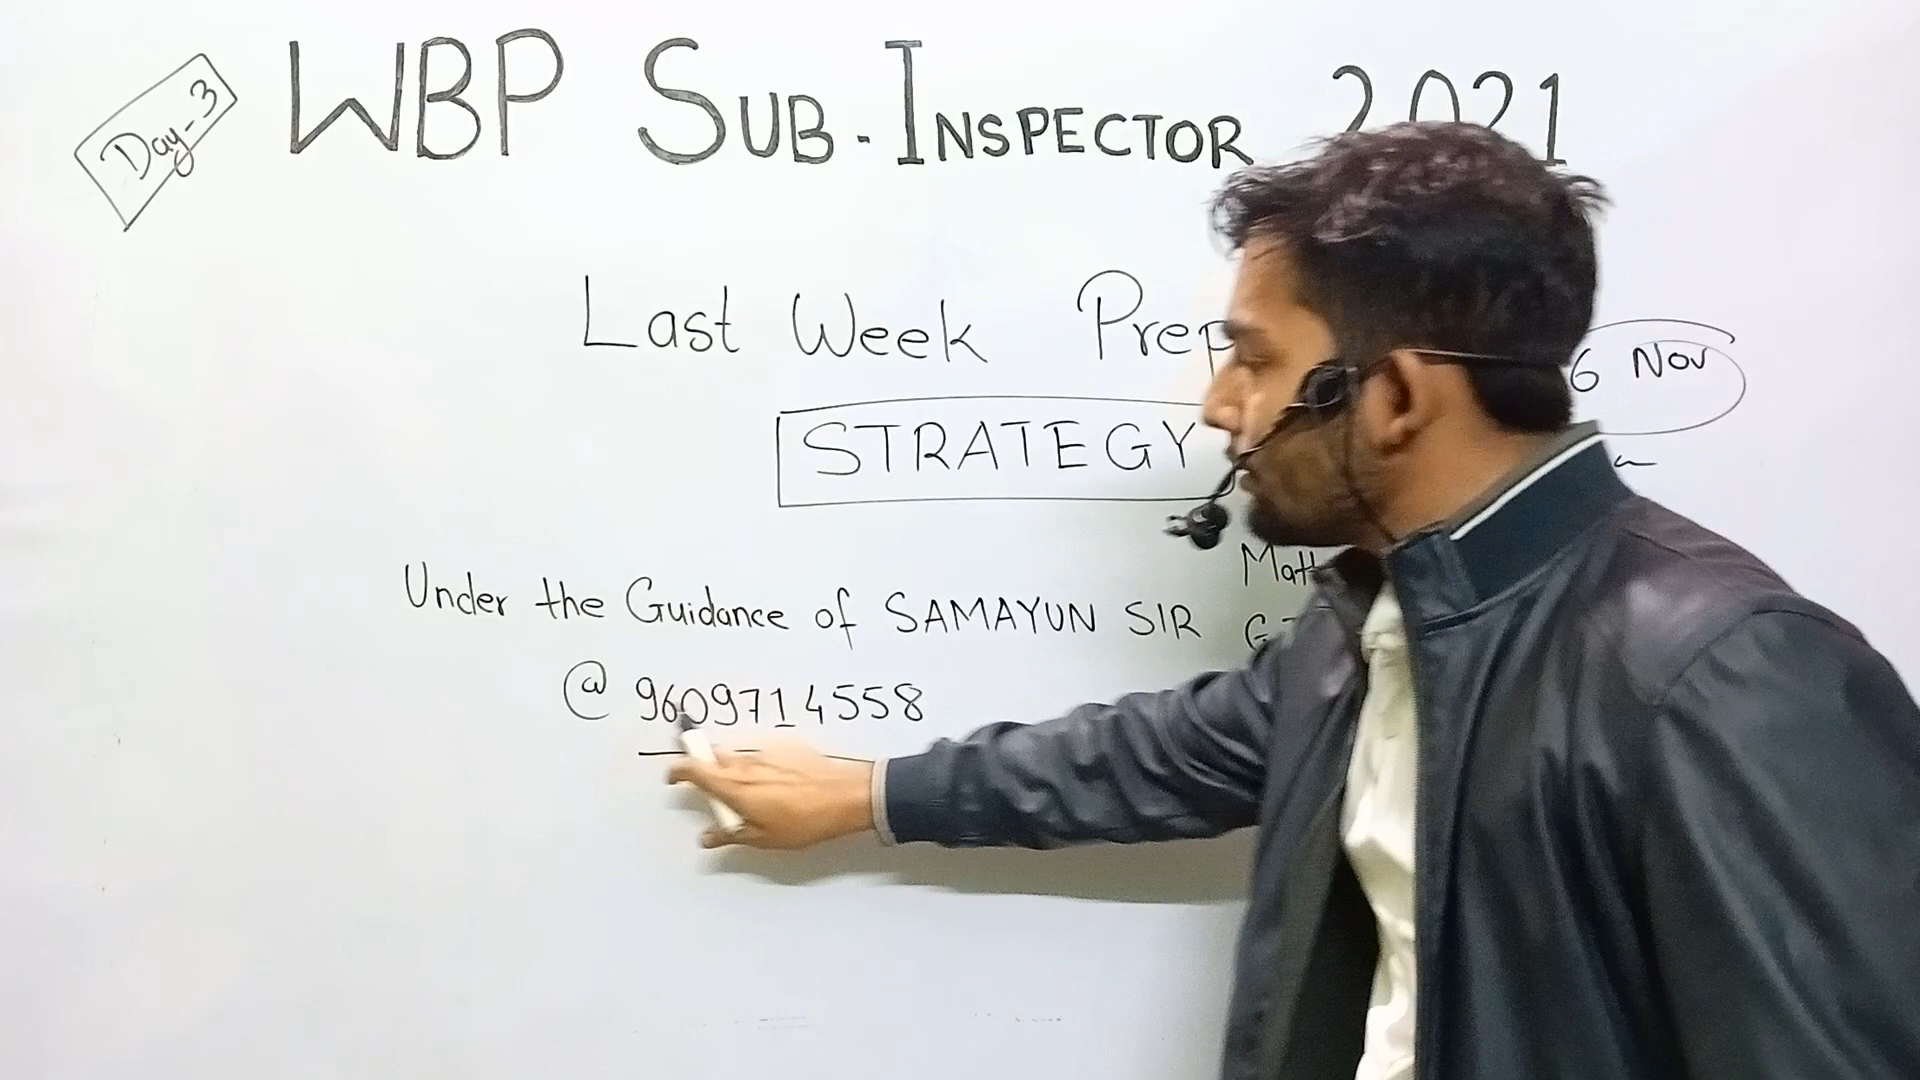 Day-3
WBP SUB-INSPECTOR 2021
Last Week Prep
6 Nov
STRATEGY
Under the Guidance of SAMAYUN SIR
@ 9609714558